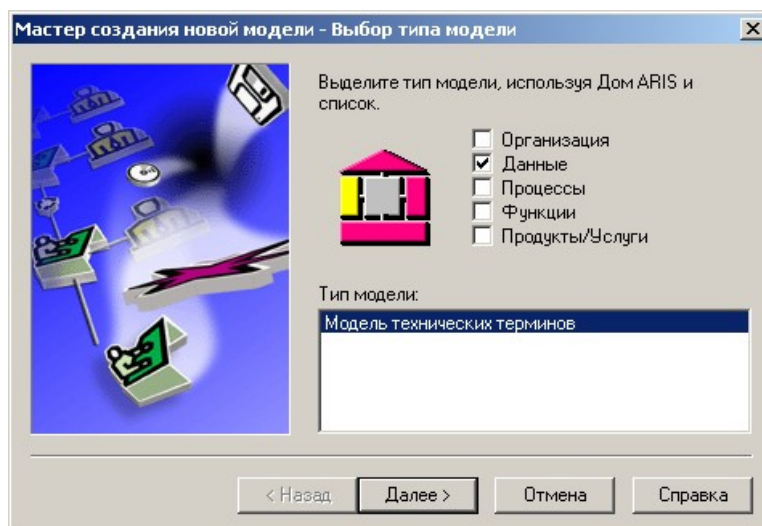 Мастер создания новой модели - Выбор типа модели
Выделите тип модели, используя Дом ARIS и
список.
Организация
Данные
Процессы
Функции
Продукты/Услуги
Тип модели:
Модель технических терминов
< Назад
Далее >
Отмена
Справка